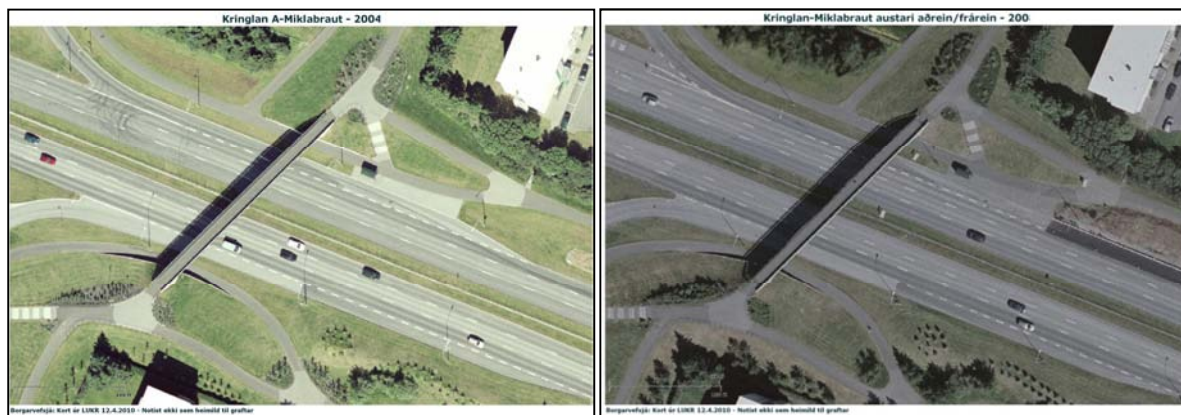 Kringlan A-Miklabraut - 2004
Kringlan-Miklabraut austari aðrein/frárein - 200
Borgarvefsjá: Kort úr LUKR 12.4.2010 - Notist ekki sem heimild til graftar
Borgarvefsjá: Kort úr LUKR 12.4.2010 - Notist ekki sem heimild til graftar